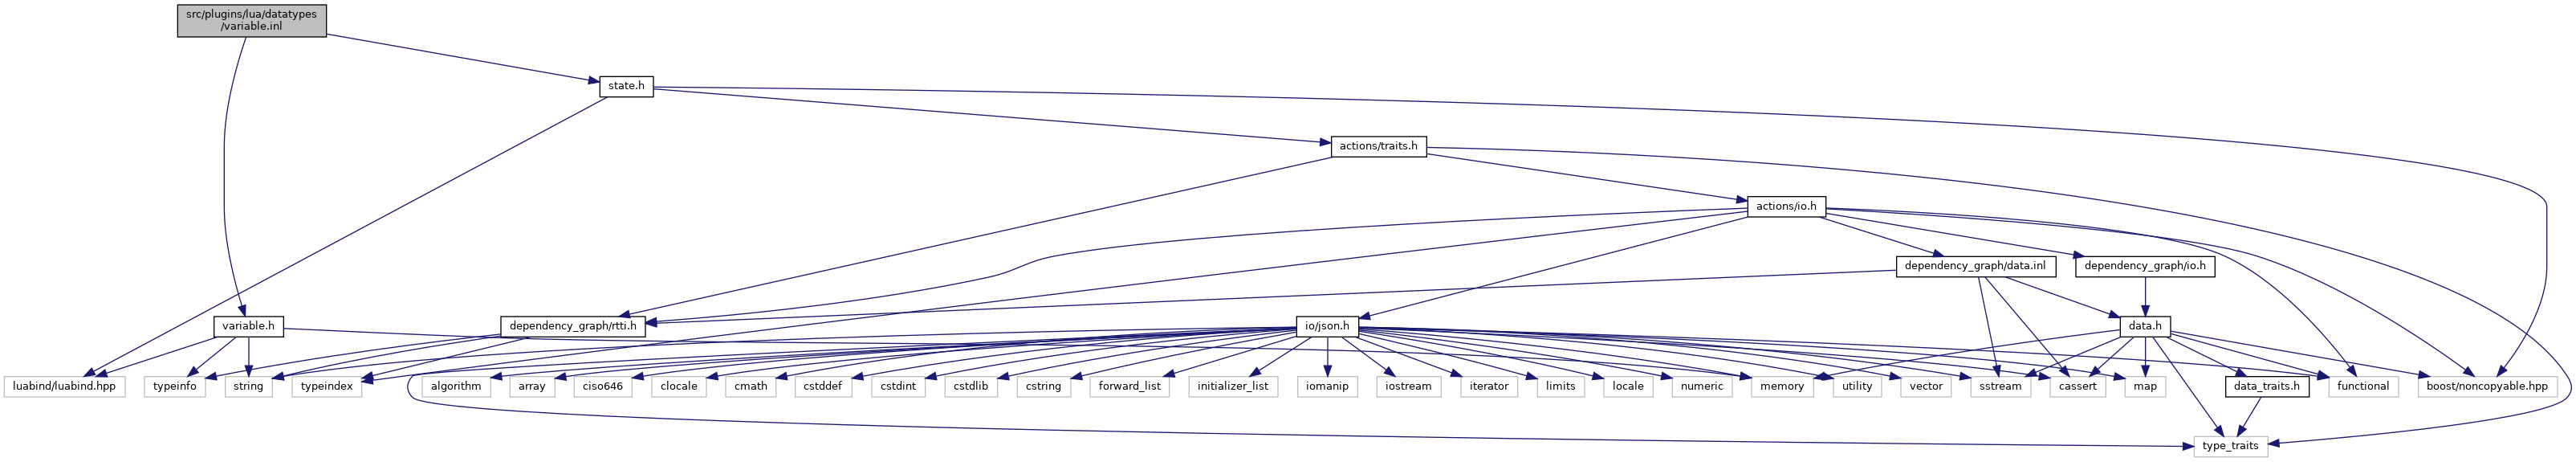 src/plugins/lua/datatypes
/variable.inl
state.h
actions/traits.h
actions/io.h
dependency_graph/data.inl
dependency_graph/io.h
variable.h
dependency_graph/rtti.h
io/json.h
data.h
luabind/luabind.hpp
typeinfo
string
typeindex
algorithm
array
ciso646
clocale
cmath
cstddef
cstdint
cstdlib
cstring
forward_list
initializer_list
iomanip
iostream
iterator
limits
locale
numeric
memory
utility
vector
sstream
cassert
map
data_traits.h
functional
boost/noncopyable.hpp
type_traits